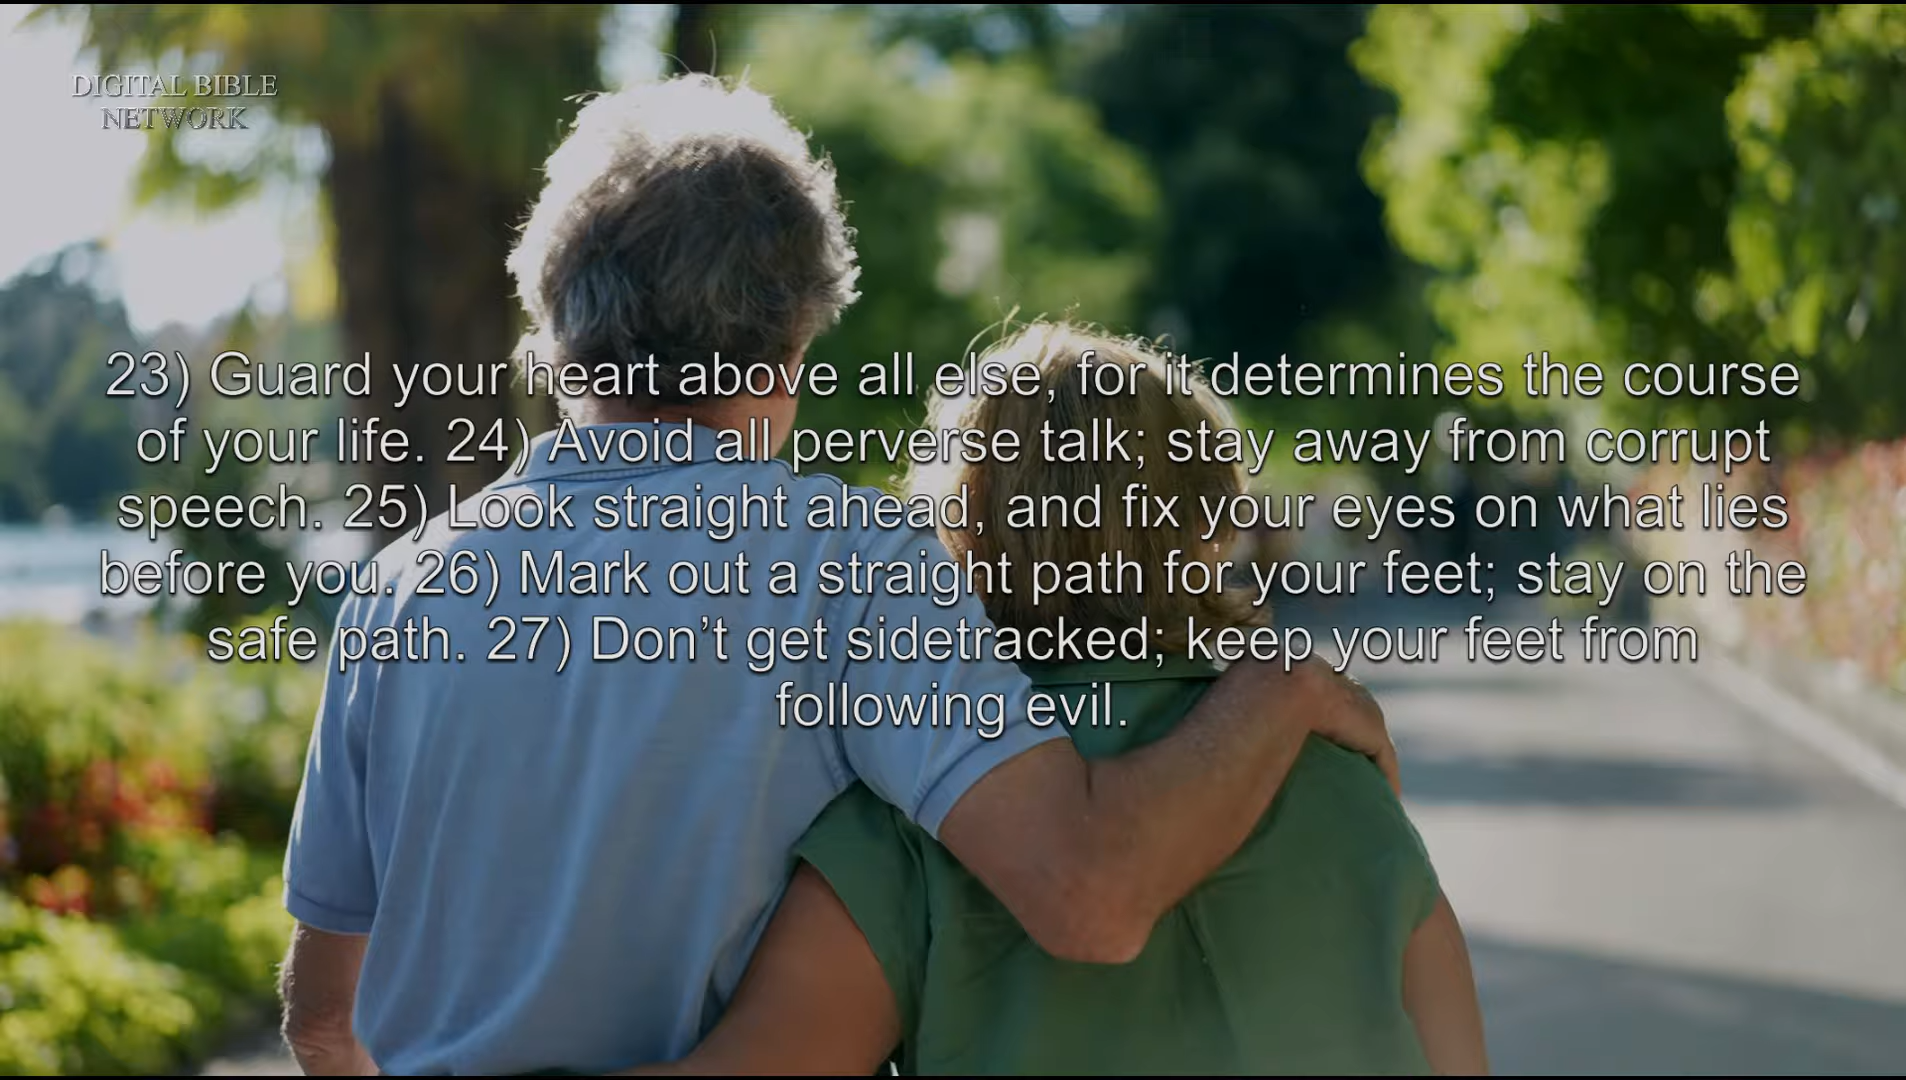 DIGITAL BIBLE
NETWORK
23) Guard your heart above all else, for it determines the course
of your life. 24) Avoid all perverse talk; stay away from corrupt
speech. 25) Look straight ahead, and fix your eyes on what lies
before you. 26) Mark out a straight path for your feet; stay on the
safe path. 27) Don’t get sidetracked; keep your feet from
following evil.